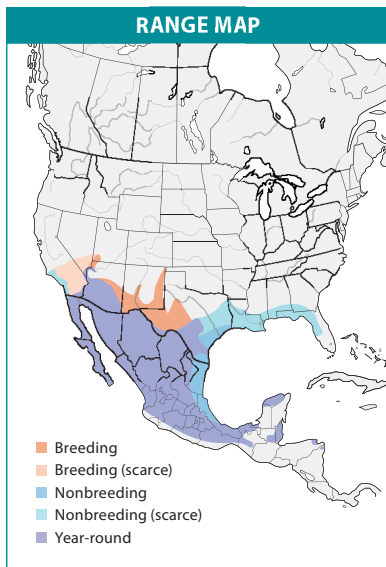 RANGE MAP
Breeding
Breeding (scarce)
Nonbreeding
Nonbreeding (scarce)
Year-round